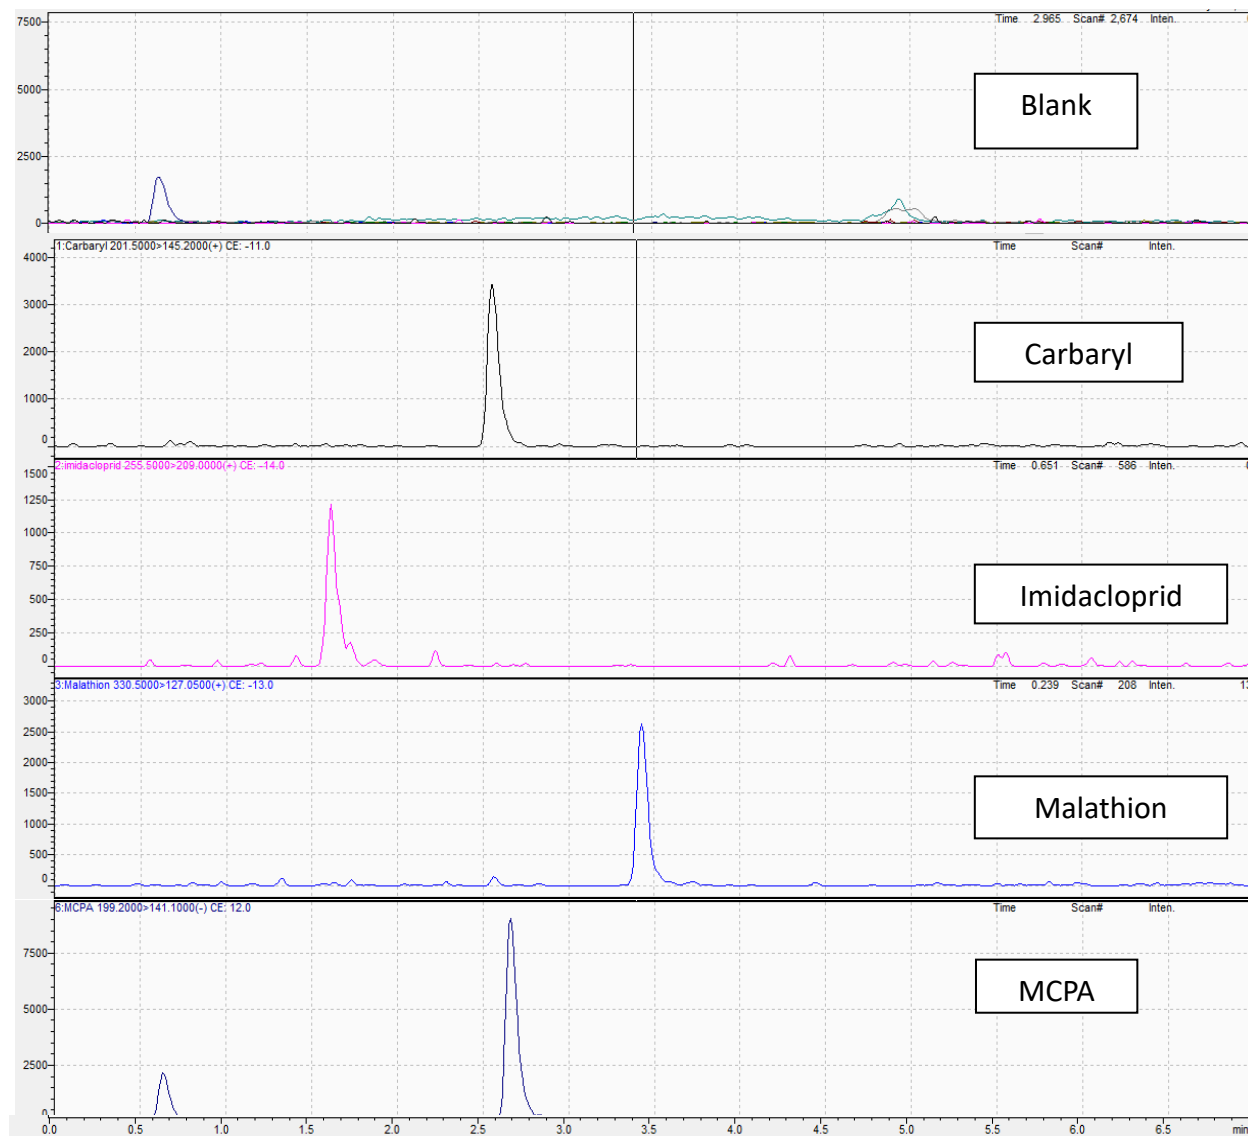 7500
5000
2500
0
Time 2.965 Scan# 2,674 Inten.
Blank
1:Carbaryl 201.5000>145.2000(+) CE: -11.0
Time Scan# Inten.
4000
3000
2000
1000
0
Carbaryl
2:imidacloprid 255.5000>209.0000(+) CE: -14.0
Time 0.651 Scan# 586 Inten.
1500
1250
1000
750
500
250
0
Imidacloprid
3:Malathion 330.5000>127.0500(+) CE: -13.0
Time 0.239 Scan# 208 Inten. 13
3000
2500
2000
1500
1000
500
0
Malathion
6:MCPA 199.2000>141.1000(-) CE: 12.0
Time Scan# Inten.
7500
5000
2500
0
MCPA
0.0 0.5 1.0 1.5 2.0 2.5 3.0 3.5 4.0 4.5 5.0 5.5 6.0 6.5 min